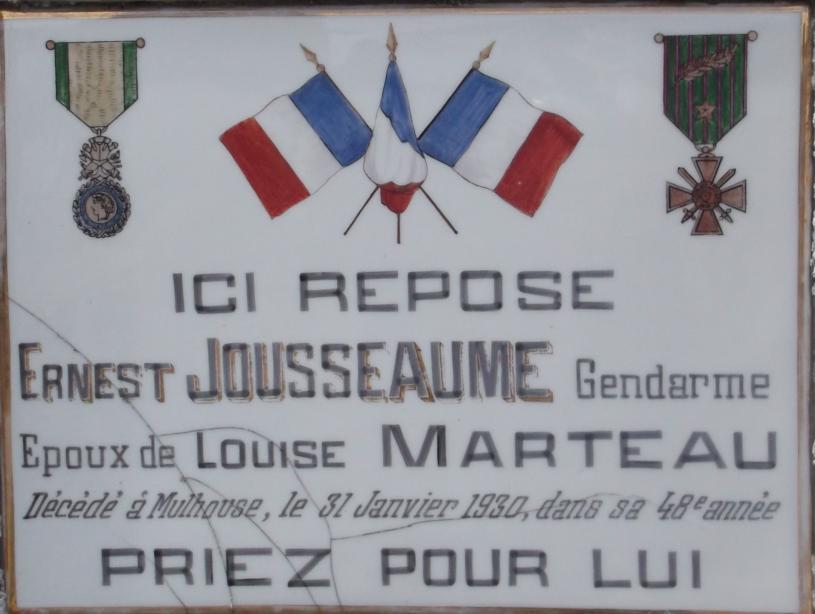 ICI REPOSE
ERNEST JOUSSEAUME Gendarme
Epoux de LOUISE MARTEAU
Décédé à Mulhouse, le 31 Janvier 1930, dans sa 48e année
PRIEZ POUR LUI